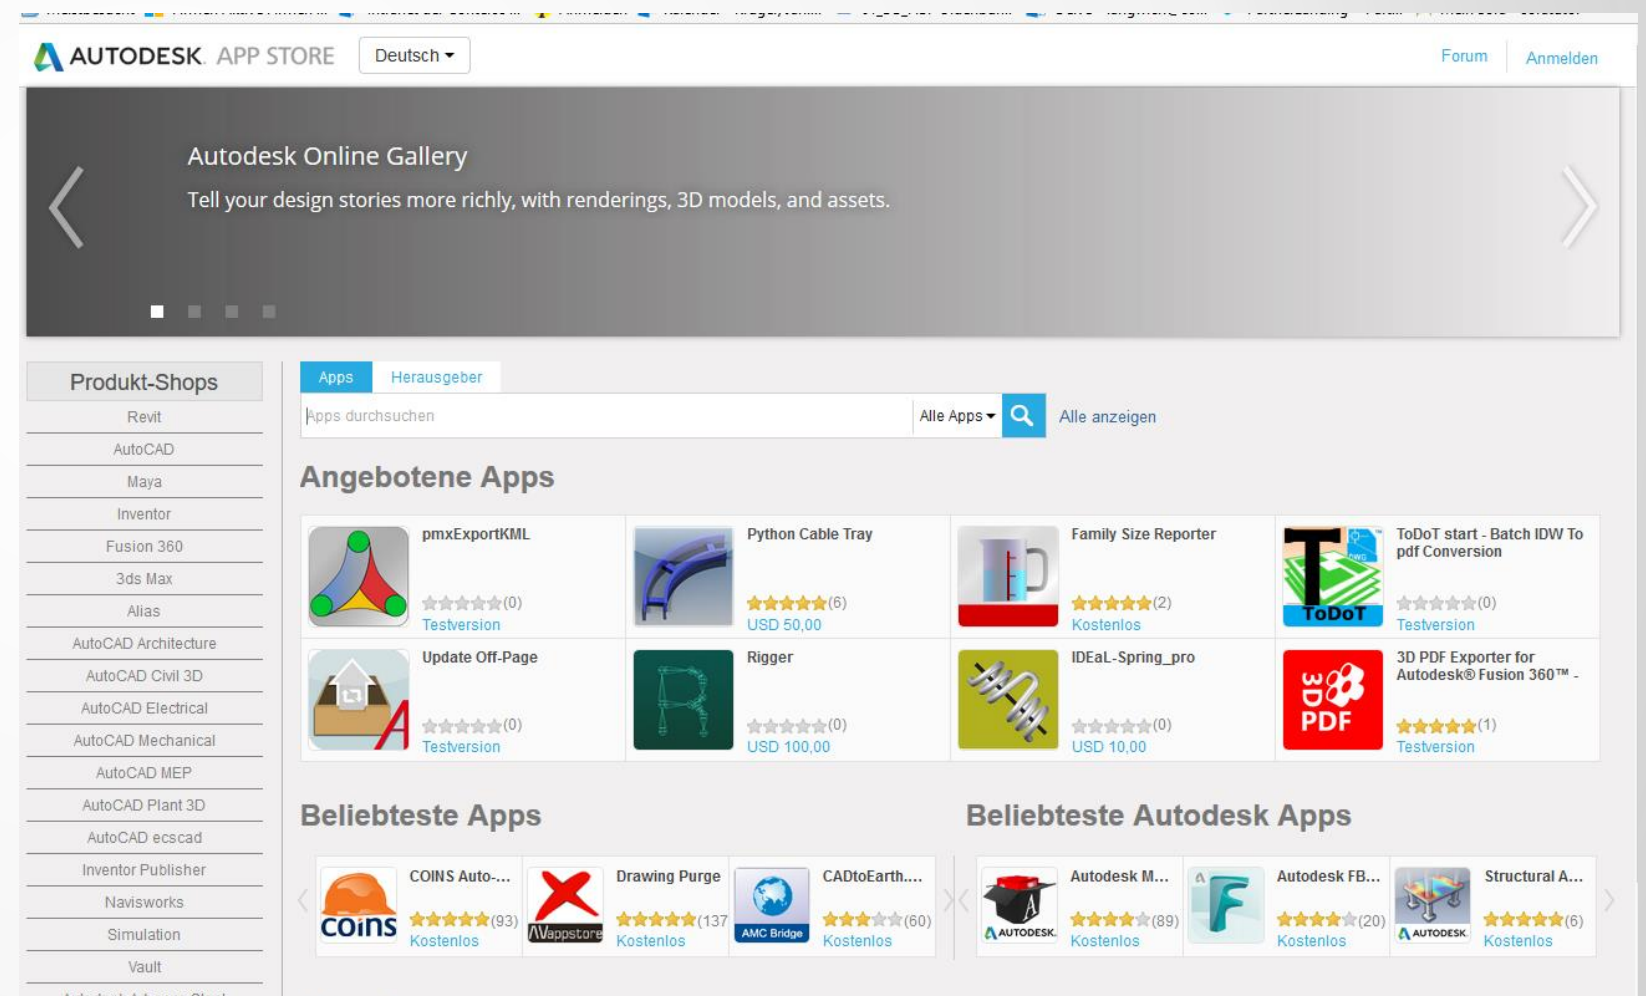 AUTODESK. APP STORE
Deutsch
Forum
Anmelden
Autodesk Online Gallery
Tell your design stories more richly, with renderings, 3D models, and assets.
Produkt-Shops
Revit
AutoCAD
Maya
Inventor
Fusion 360
3ds Max
Alias
AutoCAD Architecture
AutoCAD Civil 3D
AutoCAD Electrical
AutoCAD Mechanical
AutoCAD MEP
AutoCAD Plant 3D
AutoCAD ecscad
Inventor Publisher
Navisworks
Simulation
Vault
Apps
Herausgeber
Apps durchsuchen
Alle Apps
Alle anzeigen
Angebotene Apps
pmxExportKML
(0)
Testversion
Python Cable Tray
(6)
USD 50,00
Family Size Reporter
(2)
Kostenlos
ToDoT
ToDoT start - Batch IDW To
pdf Conversion
(0)
Testversion
A
Update Off-Page
(0)
Testversion
R
Rigger
(0)
USD 100,00
IDEaL-Spring_pro
(0)
USD 10,00
3D
PDF
3D PDF Exporter for
Autodesk® Fusion 360™ -
(1)
Testversion
Beliebteste Apps
coins
COINS Auto-...
(93)
Kostenlos
AVappstore
Drawing Purge
(137
Kostenlos
AMC Bridge
CADtoEarth....
(60)
Kostenlos
Beliebteste Autodesk Apps
A
AUTODESK.
Autodesk M...
(89)
Kostenlos
Autodesk FB...
(20)
Kostenlos
AUTODESK.
Structural A...
(6)
Kostenlos